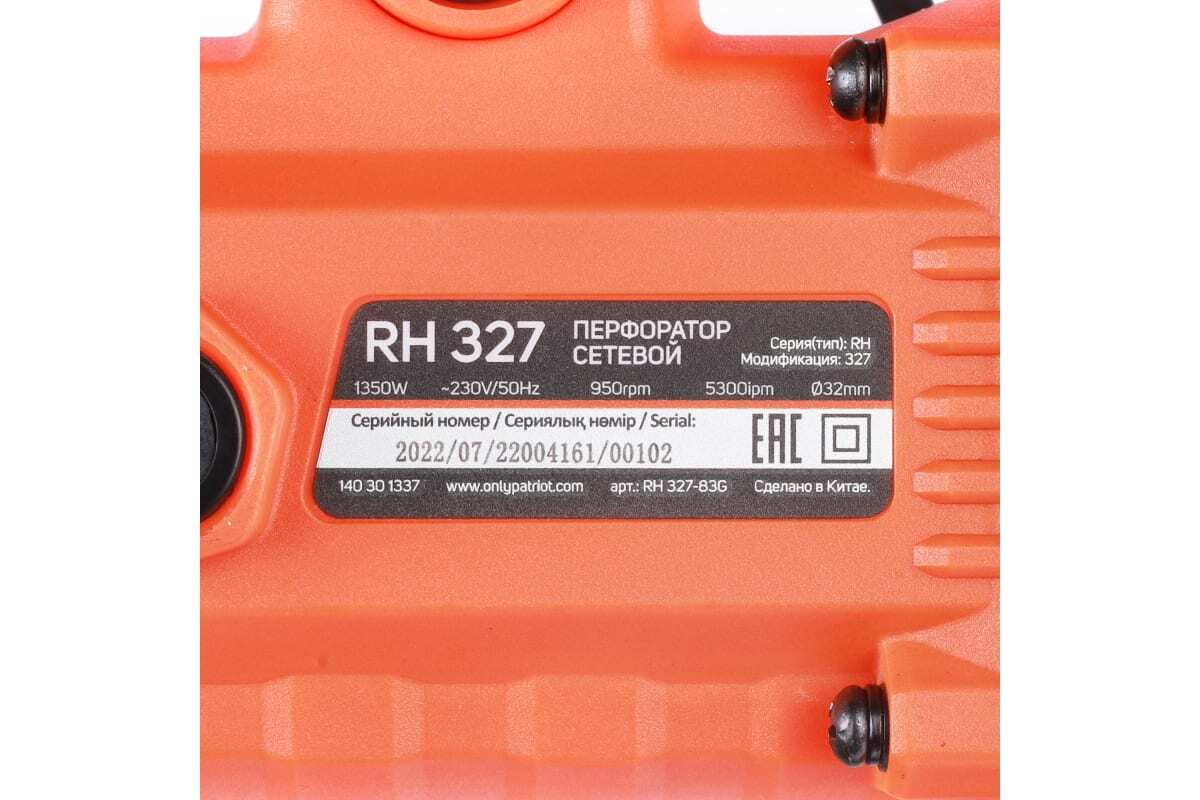 RH 327 ПЕРФОРАТОР
СЕТЕВОЙ
Серия(тип): RH
Модификация: 327
1350W ~230V/50Hz 950rpm 5300ipm Ø32mm
Серийный номер / Сериялық нөмір / Serial:
2022/07/22004161/00102
EAC
140 30 1337 www.onlypatriot.com арт.: RH 327-83G Сделано в Китае.